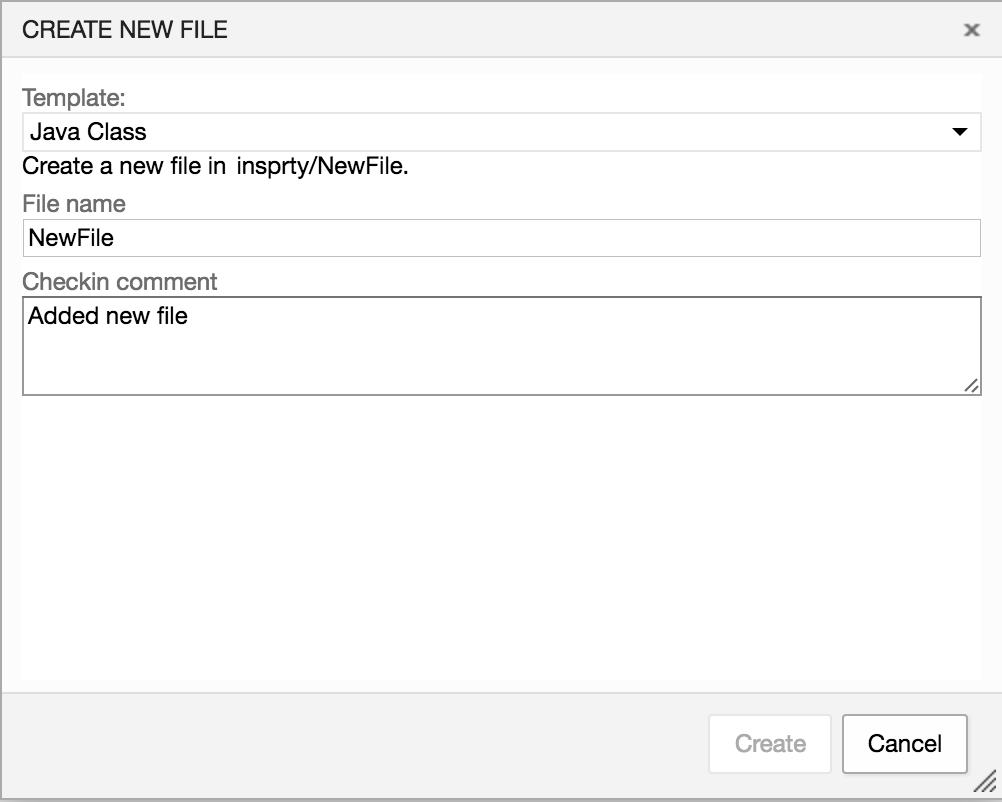 CREATE NEW FILE
Template:
Java Class
Create a new file in insprty/NewFile.
File name
NewFile
Checkin comment
Added new file
Create
Cancel